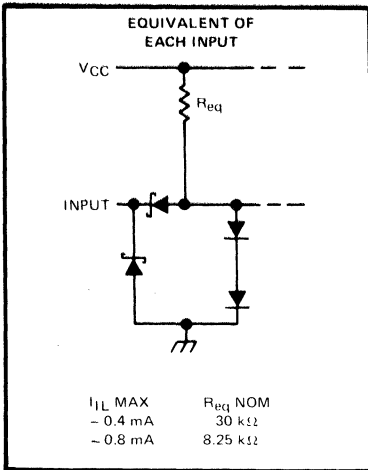 EQUIVALENT OF
EACH INPUT
VCC
Req
INPUT
IIL MAX Req NOM
– 0.4 mA 30 kΩ
– 0.8 mA 8.25 kΩ